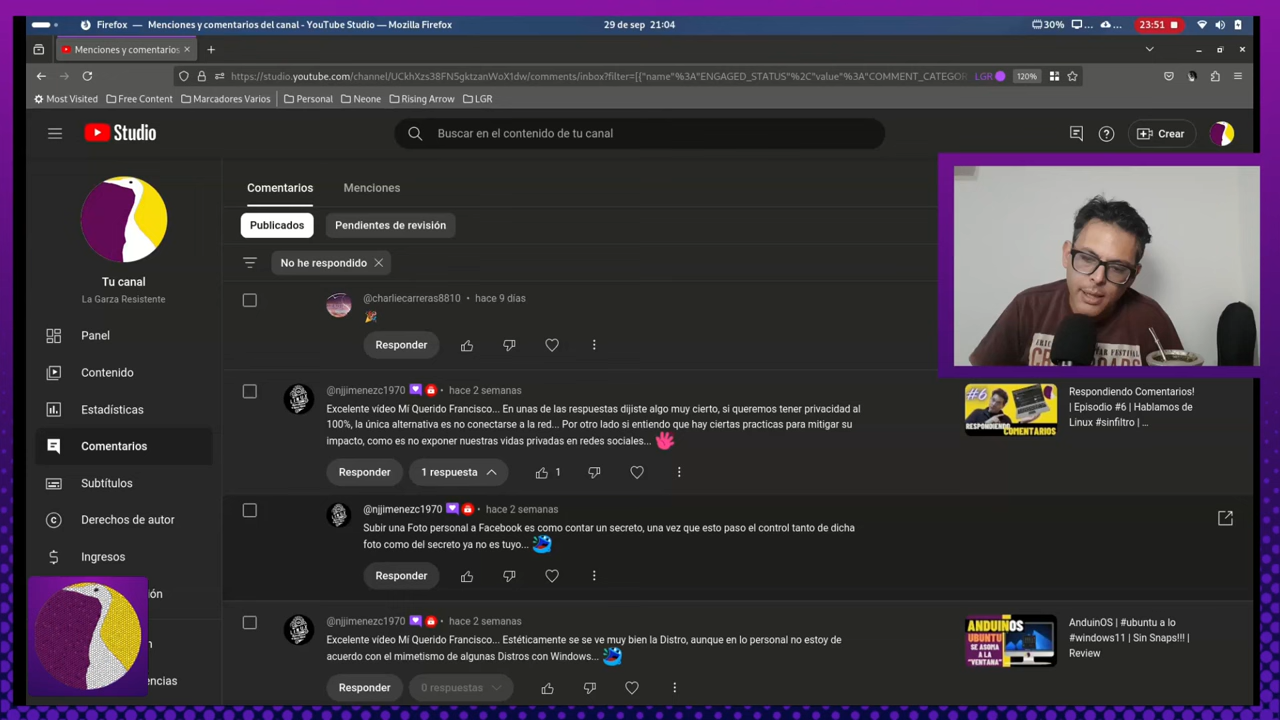 Firefox — Menciones y comentarios del canal - YouTube Studio — Mozilla Firefox
29 de sep 21:04
30%
23:51
Menciones y comentarios
https://studio.youtube.com/channel/UCkhXzs38FN5gktzanWoX1dw/comments/inbox?filter=[{"name"%3A"ENGAGED_STATUS"%2C"value"%3A"COMMENT_CATEGOR
LGR
120%
Most Visited
Free Content
Marcadores Varios
Personal
Neone
Rising Arrow
LGR
Studio
Buscar en el contenido de tu canal
Crear
Tu canal
La Garza Resistente
Panel
Contenido
Estadísticas
Comentarios
Subtítulos
Derechos de autor
Ingresos
Comentarios
Menciones
Publicados
Pendientes de revisión
No he respondido
@charliecarreras8810 • hace 9 días
🎉
Responder
@njjimenezc1970 • hace 2 semanas
Excelente vídeo Mi Querido Francisco... En unas de las respuestas dijiste algo muy cierto, si queremos tener privacidad al
100%, la única alternativa es no conectarse a la red... Por otro lado si entiendo que hay ciertas practicas para mitigar su
impacto, como es no exponer nuestras vidas privadas en redes sociales...
Responder
1 respuesta
1
#6
RESPONDIENDO
COMENTARIOS
Respondiendo Comentarios!
| Episodio #6 | Hablamos de
Linux #sinfiltro | ...
@njjimenezc1970 • hace 2 semanas
Subir una Foto personal a Facebook es como contar un secreto, una vez que esto paso el control tanto de dicha
foto como del secreto ya no es tuyo...
Responder
@njjimenezc1970 • hace 2 semanas
Excelente vídeo Mi Querido Francisco... Estéticamente se se ve muy bien la Distro, aunque en lo personal no estoy de
acuerdo con el mimetismo de algunas Distros con Windows...
Responder
0 respuestas
ANDUINOS
UBUNTU
SE ASOMA
A LA
"VENTANA"
AnduinOS | #ubuntu a lo
#windows11 | Sin Snaps!!! |
Review